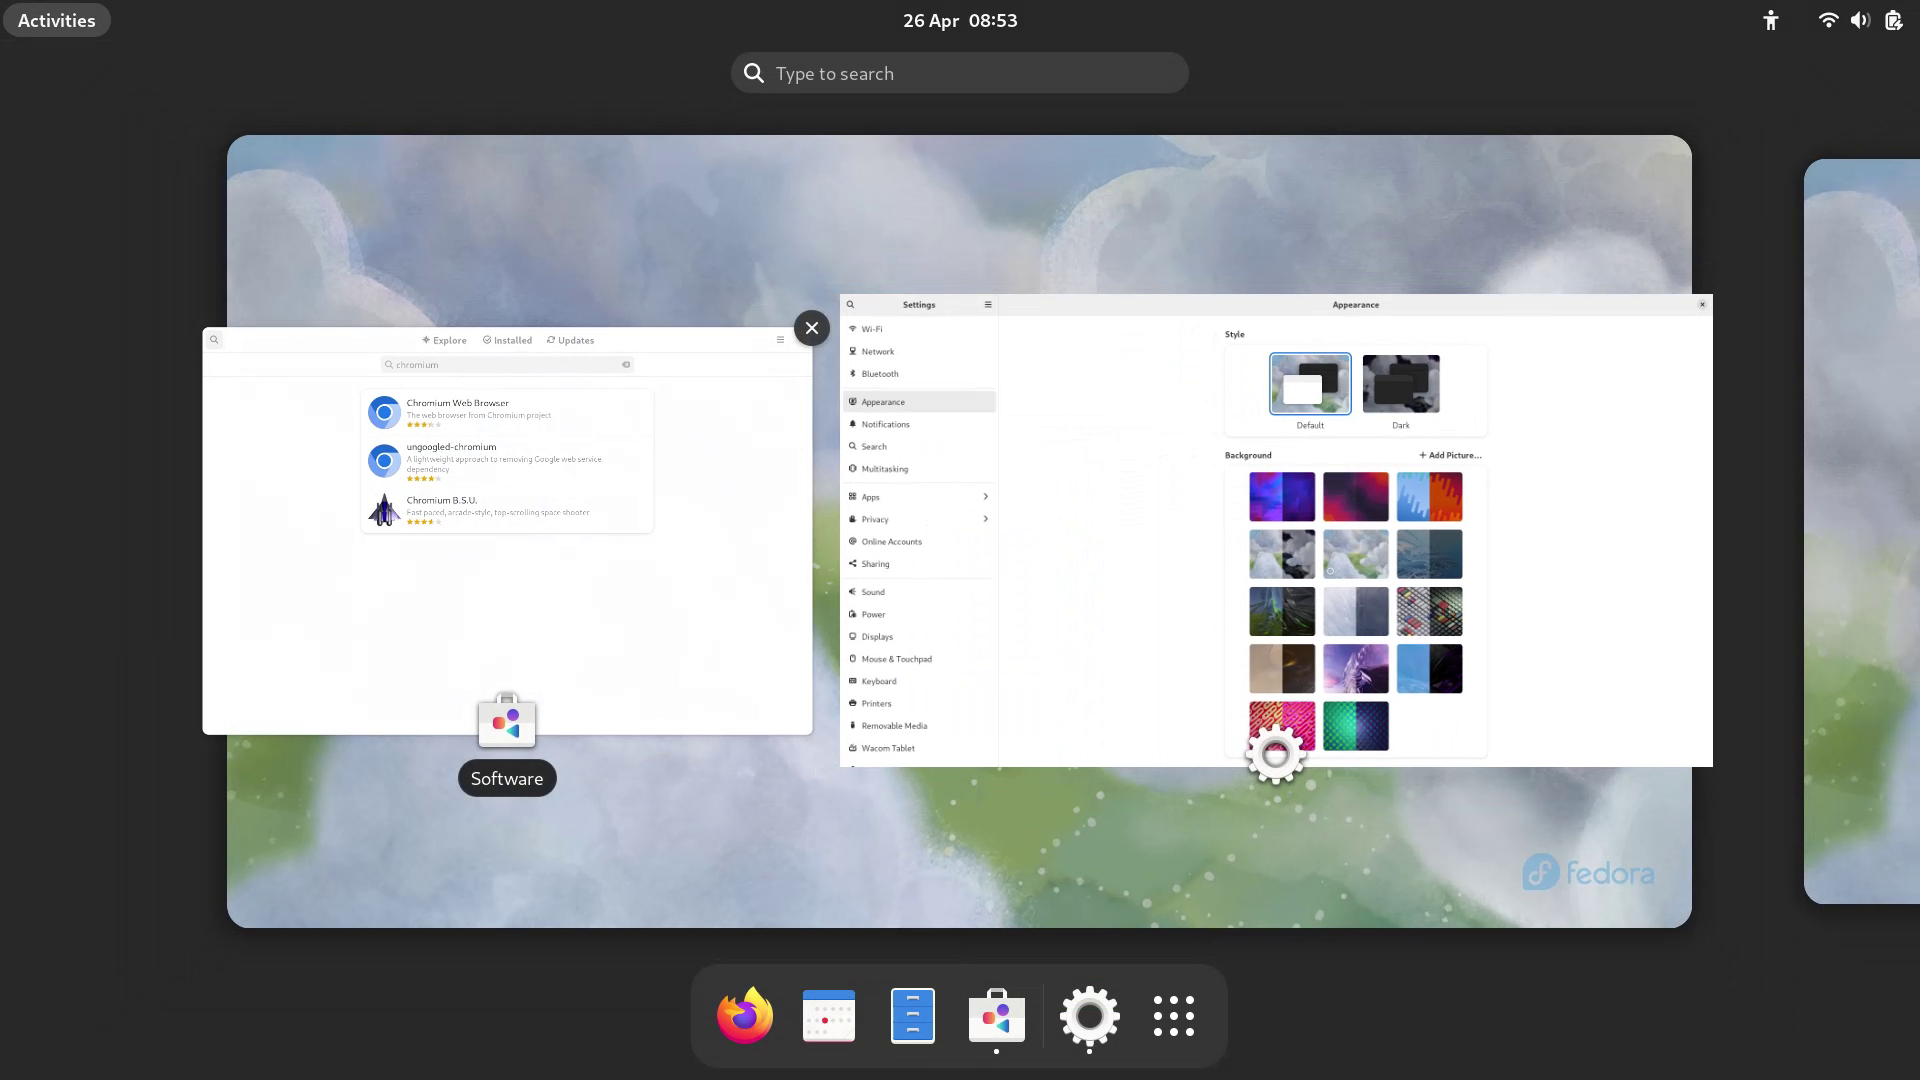 Activities
26 Apr 08:53
Type to search
Explore
Installed
Updates
chromium
Chromium Web Browser
The web browser from Chromium project
ungoogled-chromium
A lightweight approach to removing Google web service
dependency
Chromium B.S.U.
Fast paced, arcade-style, top-scrolling space shooter
Software
Settings
Appearance
Wi-Fi
Network
Bluetooth
Appearance
Notifications
Search
Multitasking
Apps
Privacy
Online Accounts
Sharing
Sound
Power
Displays
Mouse & Touchpad
Keyboard
Printers
Removable Media
Wacom Tablet
Style
Default
Dark
Background
+ Add Picture...
fedora